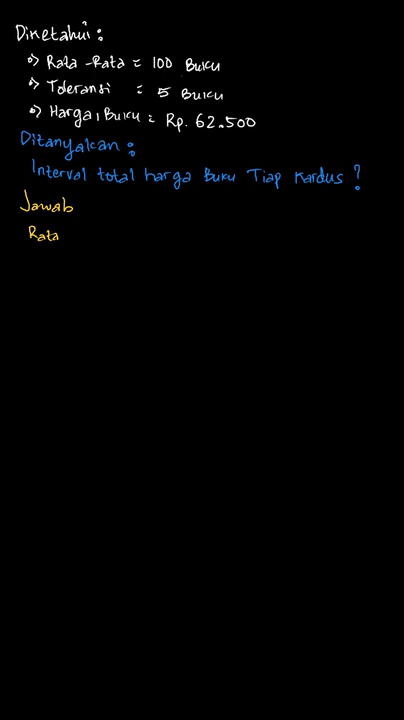 Diketahui :
Rata-Rata = 100 Buku
Toleransi = 5 Buku
Harga 1 Buku = Rp. 62.500
Ditanyakan :
Interval total harga Buku Tiap Kardus ?
Jawab
Rata